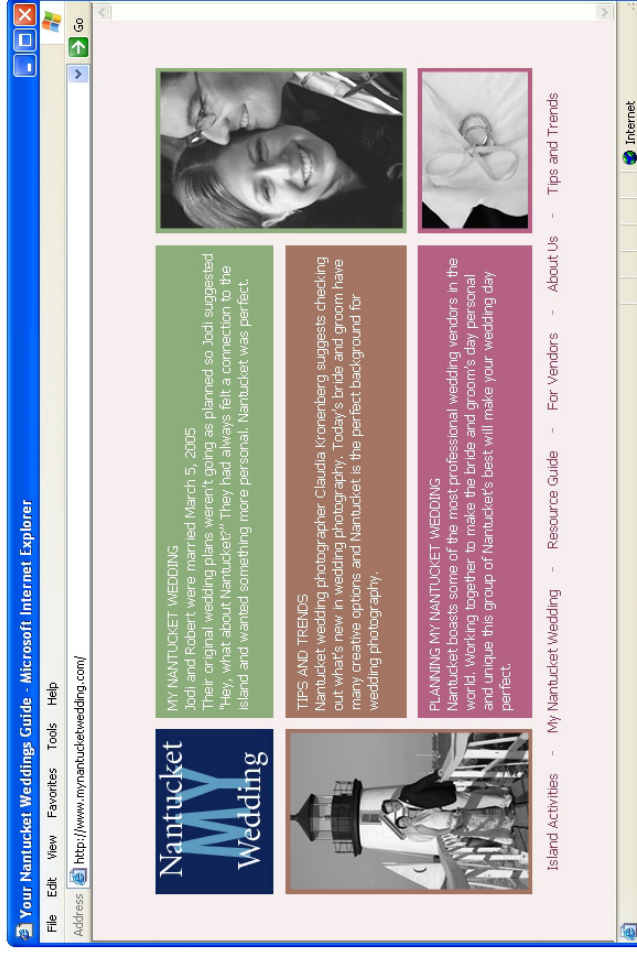 Your Nantucket Weddings Guide - Microsoft Internet Explorer
File Edit View Favorites Tools Help
Address http://www.mynantucketwedding.com/ Go
Nantucket
MY
Wedding
MY NANTUCKET WEDDING
Jodi and Robert were married March 5, 2005
Their original wedding plans weren't going as planned so Jodi suggested
"Hey, what about Nantucket?" They had always felt a connection to the
island and wanted something more personal. Nantucket was perfect.
TIPS AND TRENDS
Nantucket wedding photographer Claudia Kronenberg suggests checking
out what's new in wedding photography. Today's bride and groom have
many creative options and Nantucket is the perfect background for
wedding photography.
PLANNING MY NANTUCKET WEDDING
Nantucket boasts some of the most professional wedding vendors in the
world. Working together to make the bride and groom's day personal
and unique this group of Nantucket's best will make your wedding day
perfect.
Island Activities - My Nantucket Wedding - Resource Guide - For Vendors - About Us - Tips and Trends
Internet